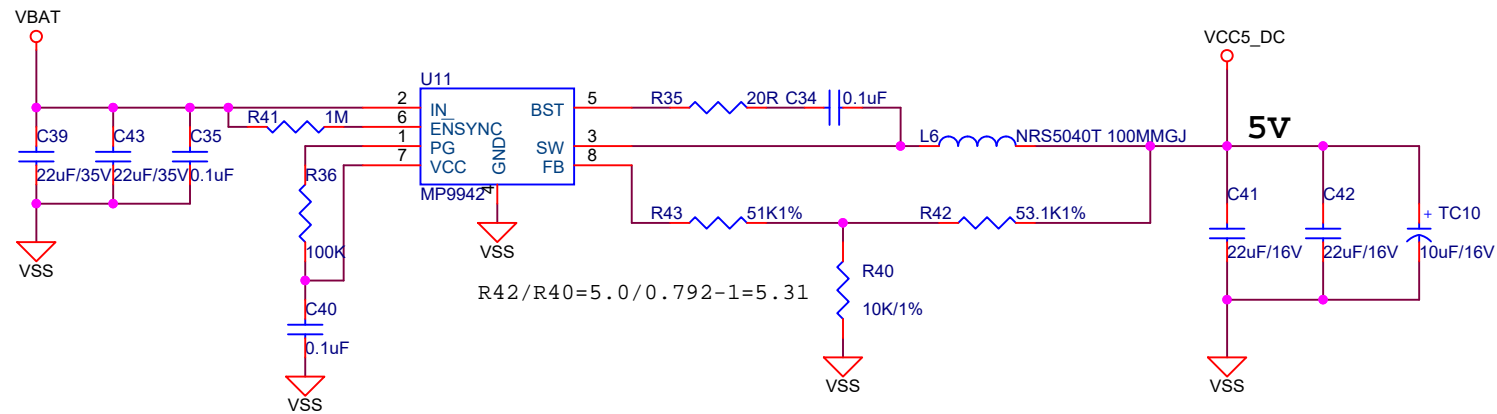 VBAT
VCC5_DC
U11
2
IN
BST
5
R35
20R
C34
0.1uF
R41
1M
6
ENSYNC
C39
C43
C35
1
PG
SW
3
L6
NRS5040T 100MMGJ
5V
7
VCC
GND
FB
8
22uF/35V
22uF/35V
0.1uF
R36
MP9942
4
C41
C42
R43
51K1%
R42
53.1K1%
+
TC10
VSS
100K
VSS
22uF/16V
22uF/16V
10uF/16V
R40
R42/R40=5.0/0.792-1=5.31
10K/1%
C40
0.1uF
VSS
VSS
VSS